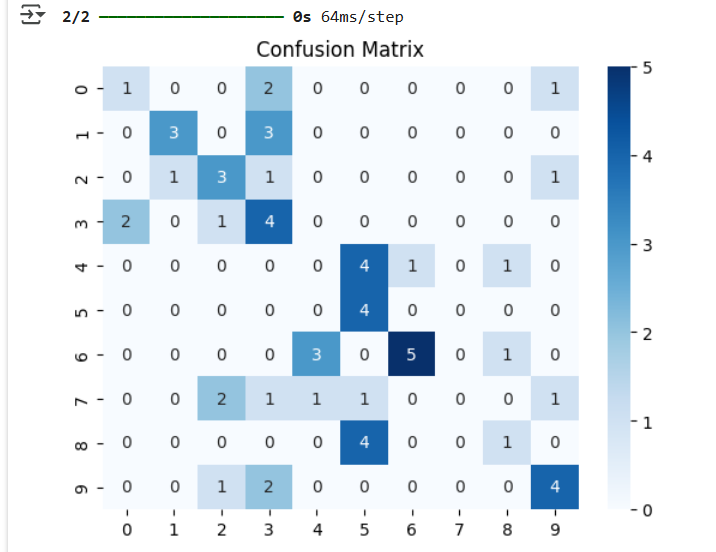 2/2 ━━━━━━━━━━━━━━━━━━━━ 0s 64ms/step
Confusion Matrix
0 1 0 0 2 0 0 0 0 0 1
1 0 3 0 3 0 0 0 0 0 0
2 0 1 3 1 0 0 0 0 0 1
3 2 0 1 4 0 0 0 0 0 0
4 0 0 0 0 0 4 1 0 1 0
5 0 0 0 0 0 4 0 0 0 0
6 0 0 0 0 3 0 5 0 1 0
7 0 0 2 1 1 1 0 0 0 1
8 0 0 0 0 0 4 0 0 1 0
9 0 0 1 2 0 0 0 0 0 4
0 1 2 3 4 5 6 7 8 9
5
4
3
2
1
0